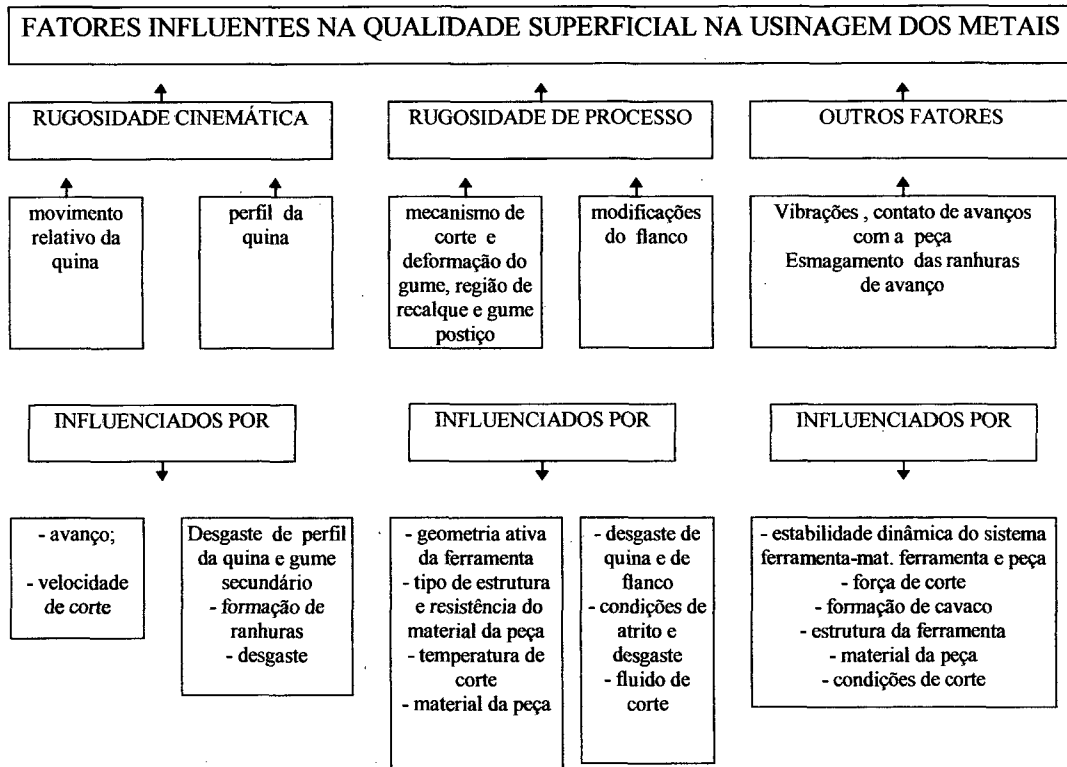 FATORES INFLUENTES NA QUALIDADE SUPERFICIAL NA USINAGEM DOS METAIS
RUGOSIDADE CINEMÁTICA
RUGOSIDADE DE PROCESSO
OUTROS FATORES
movimento
relativo da
quina
perfil da
quina
mecanismo de
corte e
deformação do
gume, região de
recalque e gume
postiço
modificações
do flanco
Vibrações , contato de avanços
com a peça
Esmagamento das ranhuras
de avanço
INFLUENCIADOS POR
INFLUENCIADOS POR
INFLUENCIADOS POR
- avanço;
- velocidade
de corte
Desgaste de perfil
da quina e gume
secundário
- formação de
ranhuras
- desgaste
- geometria ativa
da ferramenta
- tipo de estrutura
e resistência do
material da peça
- temperatura de
corte
- material da peça
- desgaste de
quina e de
flanco
- condições de
atrito e
desgaste
- fluido de
corte
- estabilidade dinâmica do sistema
ferramenta-mat. ferramenta e peça
- força de corte
- formação de cavaco
- estrutura da ferramenta
- material da peça
- condições de corte